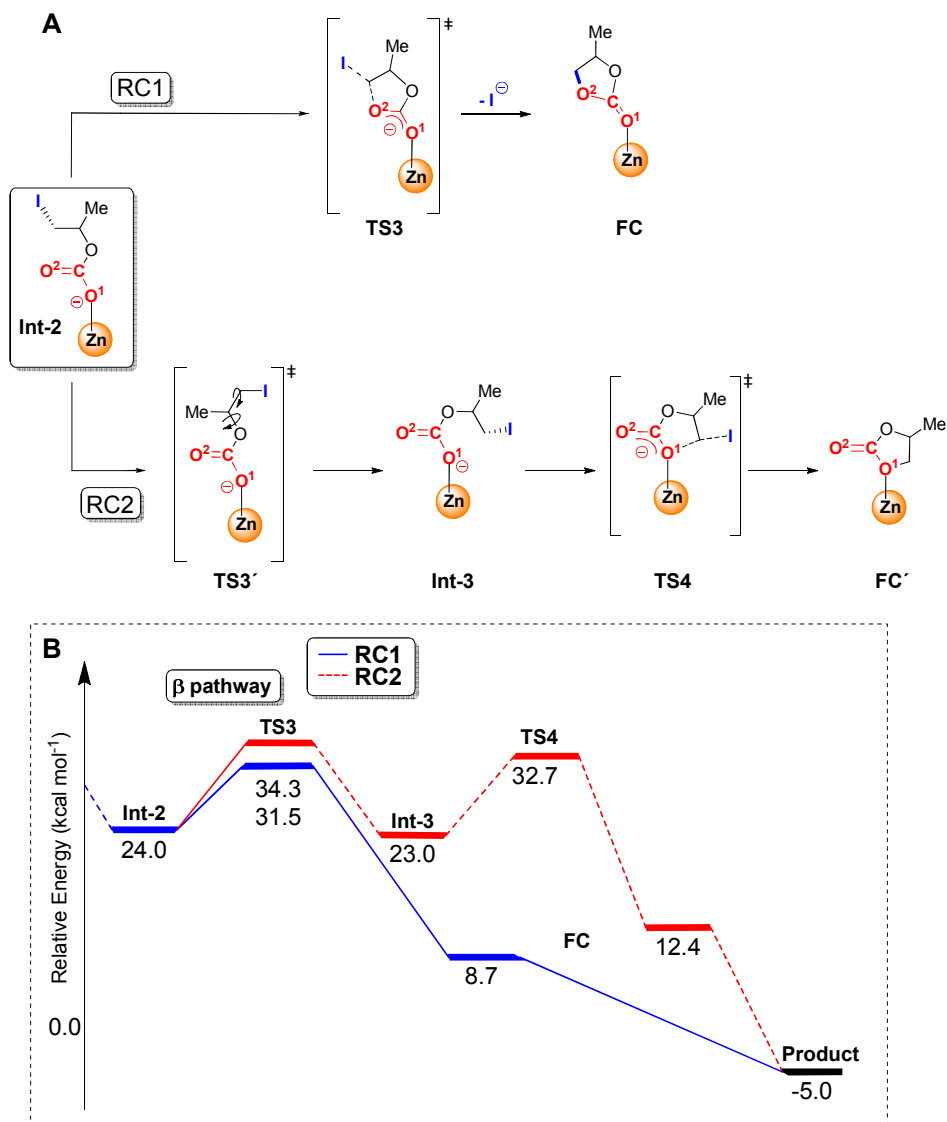 A
‡
Me
I
O
O²
C
O¹
⊖
Zn
TS3
RC1
- I⊖
Me
O
O²
C
O¹
Zn
FC
I
Me
O
O²=C
O¹
⊖
Int-2
Zn
RC2
‡
I
Me
O
O²=C
O¹
⊖
Zn
TS3´
Me
O
I
O²=C
O¹
⊖
Zn
Int-3
‡
Me
O
O²=C
I
O¹
⊖
Zn
TS4
Me
O
O²=C
O¹
Zn
FC´
B
RC1
RC2
β pathway
Relative Energy (kcal mol⁻¹)
0.0
TS3
34.3
31.5
Int-2
24.0
Int-3
23.0
TS4
32.7
FC
8.7
12.4
Product
-5.0